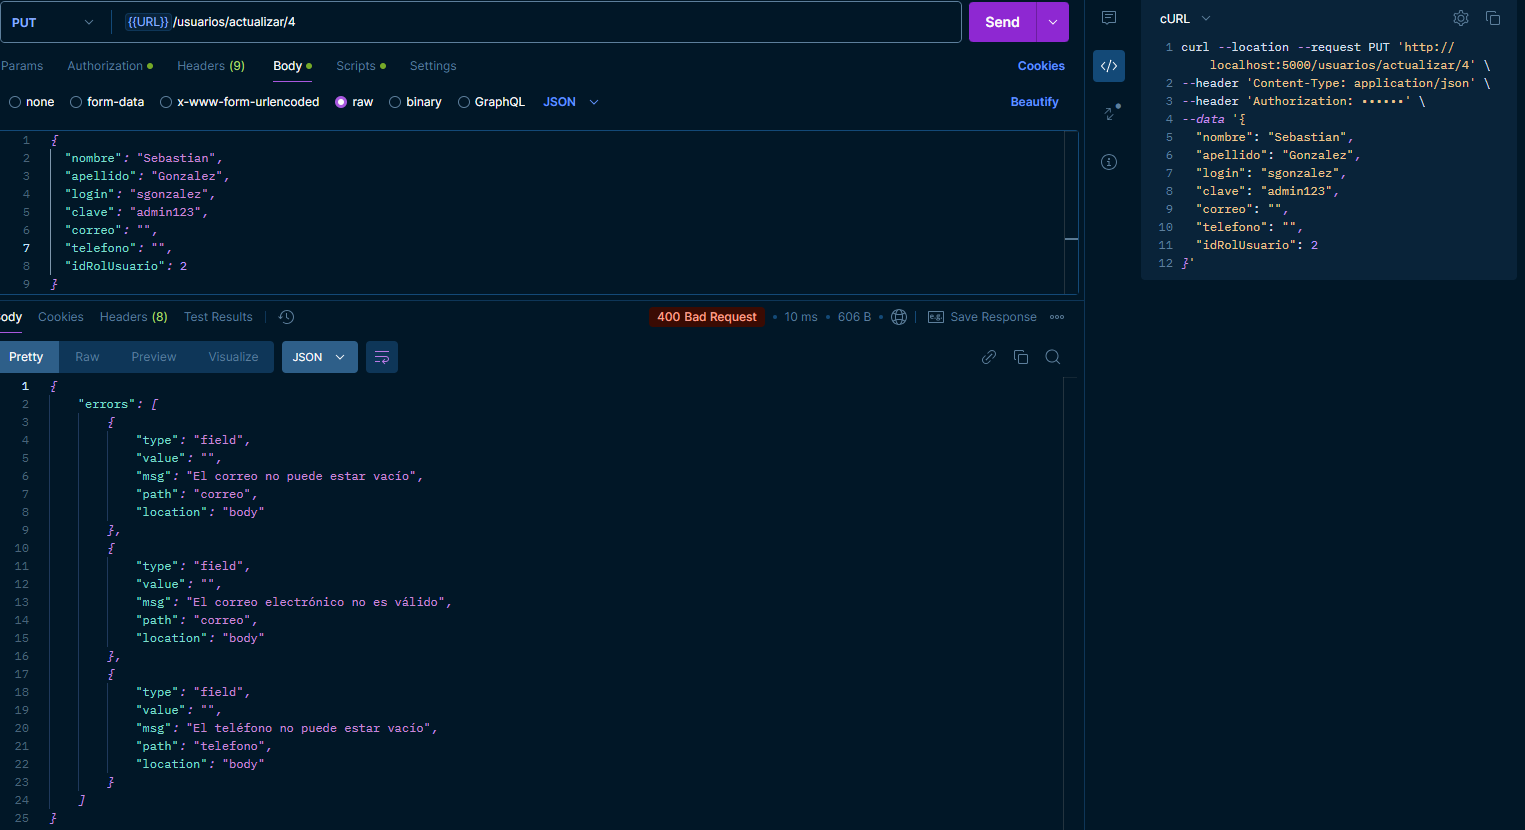 PUT {{URL}}/usuarios/actualizar/4 Send
Params Authorization Headers (9) Body Scripts Settings Cookies
none form-data x-www-form-urlencoded raw binary GraphQL JSON Beautify
1 {
2 "nombre": "Sebastian",
3 "apellido": "Gonzalez",
4 "login": "sgonzalez",
5 "clave": "admin123",
6 "correo": "",
7 "telefono": "",
8 "idRolUsuario": 2
9 }
ody Cookies Headers (8) Test Results 400 Bad Request • 10 ms • 606 B • e.g. Save Response
Pretty Raw Preview Visualize JSON
1 {
2 "errors": [
3 {
4 "type": "field",
5 "value": "",
6 "msg": "El correo no puede estar vacío",
7 "path": "correo",
8 "location": "body"
9 },
10 {
11 "type": "field",
12 "value": "",
13 "msg": "El correo electrónico no es válido",
14 "path": "correo",
15 "location": "body"
16 },
17 {
18 "type": "field",
19 "value": "",
20 "msg": "El teléfono no puede estar vacío",
21 "path": "telefono",
22 "location": "body"
23 }
24 ]
25 }
cURL
1 curl --location --request PUT 'http://
localhost:5000/usuarios/actualizar/4' \
2 --header 'Content-Type: application/json' \
3 --header 'Authorization: ••••••' \
4 --data '{
5 "nombre": "Sebastian",
6 "apellido": "Gonzalez",
7 "login": "sgonzalez",
8 "clave": "admin123",
9 "correo": "",
10 "telefono": "",
11 "idRolUsuario": 2
12 }'